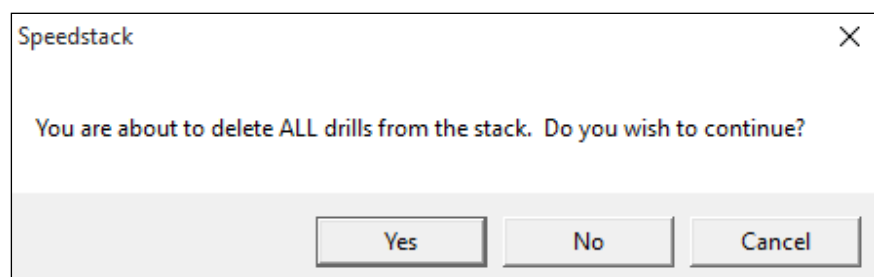 Speedstack
You are about to delete ALL drills from the stack.  Do you wish to continue?
Yes No Cancel